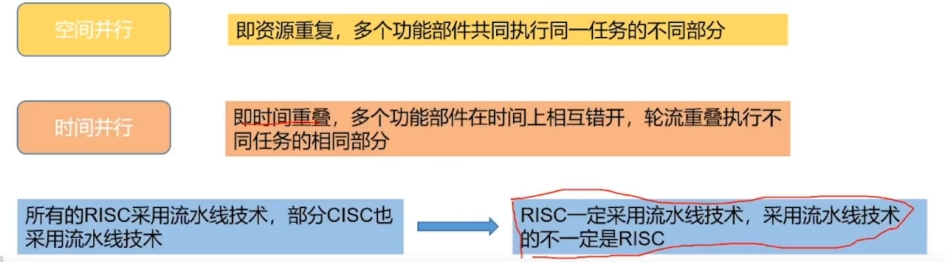 空间并行
即资源重复，多个功能部件共同执行同一任务的不同部分
时间并行
即时间重叠，多个功能部件在时间上相互错开，轮流重叠执行不
同任务的相同部分
所有的RISC采用流水线技术，部分CISC也
采用流水线技术
RISC一定采用流水线技术，采用流水线技术
的不一定是RISC